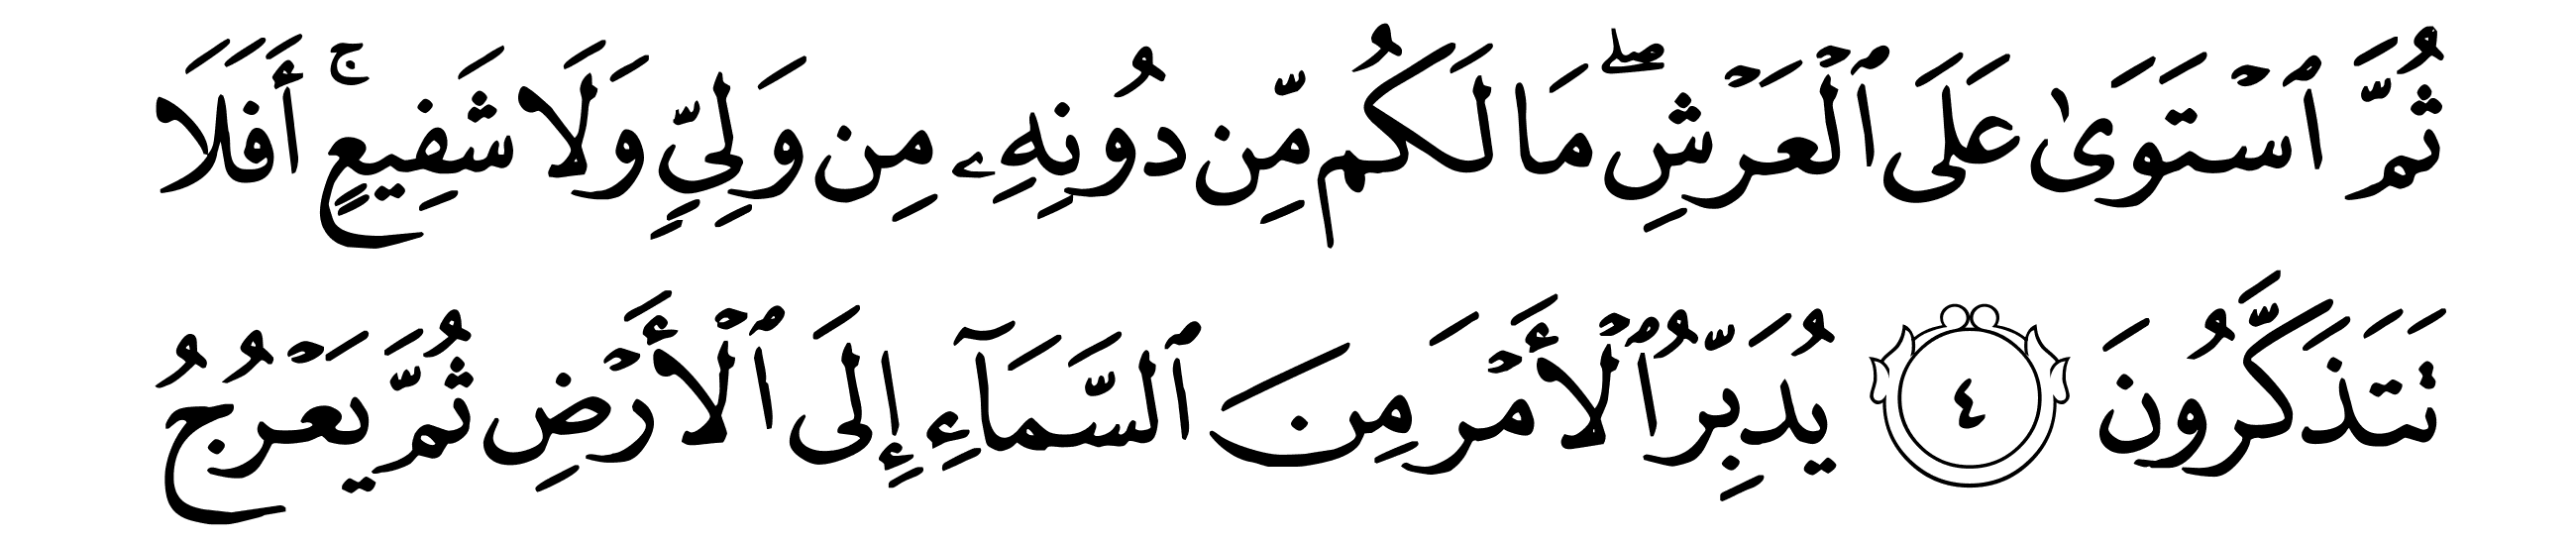 ثُمَّ ٱسْتَوَىٰ عَلَى ٱلْعَرْشِ ۖ مَا لَكُم مِّن دُونِهِۦ مِن وَلِىٍّ وَلَا شَفِيعٍ ۚ أَفَلَا
تَتَذَكَّرُونَ ٤ يُدَبِّرُ ٱلْأَمْرَ مِنَ ٱلسَّمَآءِ إِلَى ٱلْأَرْضِ ثُمَّ يَعْرُجُ